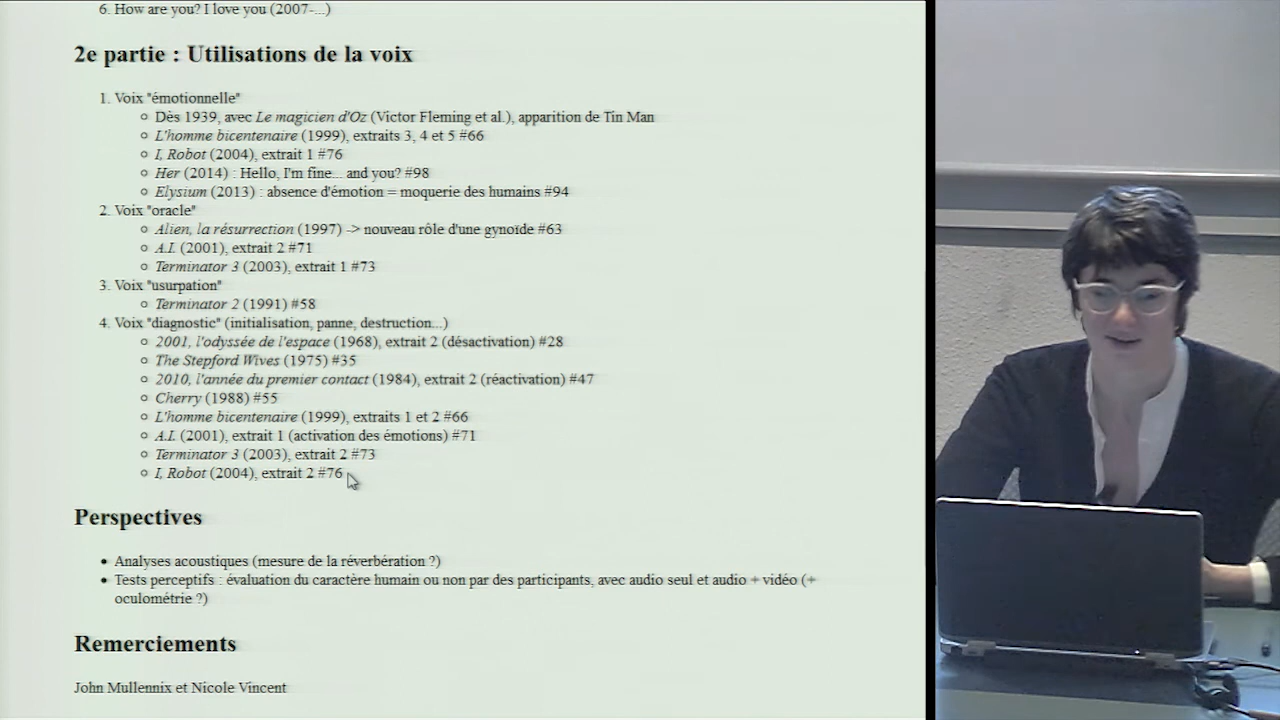 6. How are you? I love you (2007-...)
2e partie : Utilisations de la voix
1. Voix "émotionnelle"
Dès 1939, avec Le magicien d'Oz (Victor Fleming et al.), apparition de Tin Man
L'homme bicentenaire (1999), extraits 3, 4 et 5 #66
I, Robot (2004), extrait 1 #76
Her (2014) : Hello, I'm fine... and you? #98
Elysium (2013) : absence d'émotion = moquerie des humains #94
2. Voix "oracle"
Alien, la résurrection (1997) -> nouveau rôle d'une gynoïde #63
A.I. (2001), extrait 2 #71
Terminator 3 (2003), extrait 1 #73
3. Voix "usurpation"
Terminator 2 (1991) #58
4. Voix "diagnostic" (initialisation, panne, destruction...)
2001, l'odyssée de l'espace (1968), extrait 2 (désactivation) #28
The Stepford Wives (1975) #35
2010, l'année du premier contact (1984), extrait 2 (réactivation) #47
Cherry (1988) #55
L'homme bicentenaire (1999), extraits 1 et 2 #66
A.I. (2001), extrait 1 (activation des émotions) #71
Terminator 3 (2003), extrait 2 #73
I, Robot (2004), extrait 2 #76
Perspectives
Analyses acoustiques (mesure de la réverbération ?)
Tests perceptifs : évaluation du caractère humain ou non par des participants, avec audio seul et audio + vidéo (+
oculométrie ?)
Remerciements
John Mullennix et Nicole Vincent